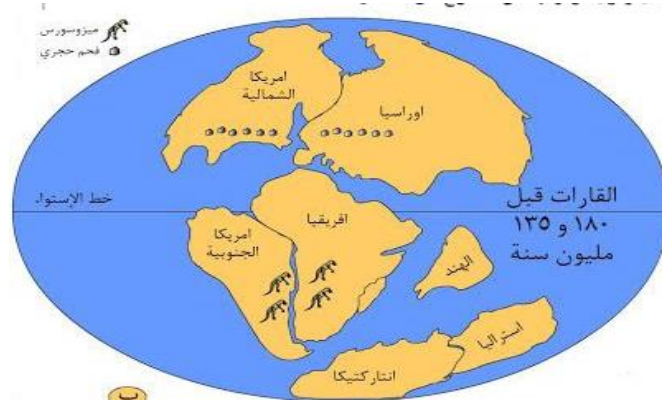 ميزوسورس
فحم حجري
امريكا
الشمالية
اوراسيا
خط الإستواء
القارات قبل
١٨٠ و ١٣٥
مليون سنة
افريقيا
امريكا
الجنوبية
الهند
استراليا
انتاركتيكا
ب